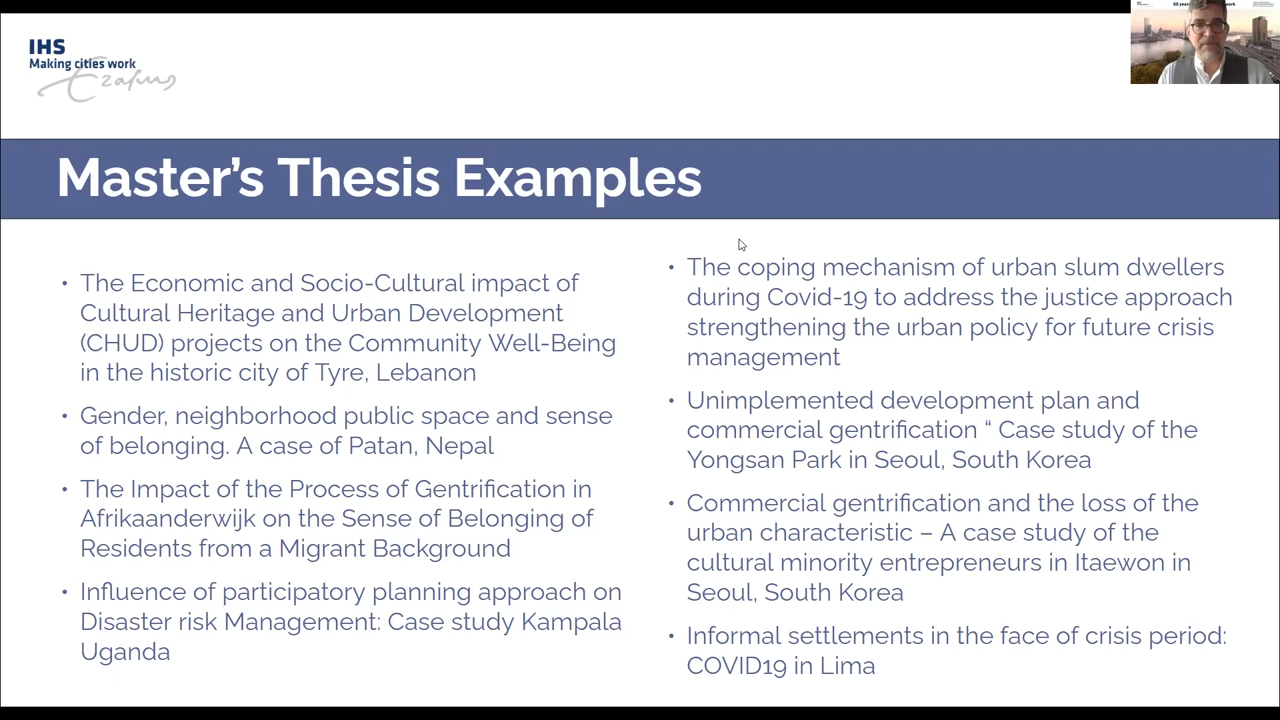 IHS
Making cities work
Erasmus
Master's Thesis Examples
• The Economic and Socio-Cultural impact of
Cultural Heritage and Urban Development
(CHUD) projects on the Community Well-Being
in the historic city of Tyre, Lebanon
• Gender, neighborhood public space and sense
of belonging. A case of Patan, Nepal
• The Impact of the Process of Gentrification in
Afrikaanderwijk on the Sense of Belonging of
Residents from a Migrant Background
• Influence of participatory planning approach on
Disaster risk Management: Case study Kampala
Uganda
• The coping mechanism of urban slum dwellers
during Covid-19 to address the justice approach
strengthening the urban policy for future crisis
management
• Unimplemented development plan and
commercial gentrification “ Case study of the
Yongsan Park in Seoul, South Korea
• Commercial gentrification and the loss of the
urban characteristic – A case study of the
cultural minority entrepreneurs in Itaewon in
Seoul, South Korea
• Informal settlements in the face of crisis period:
COVID19 in Lima